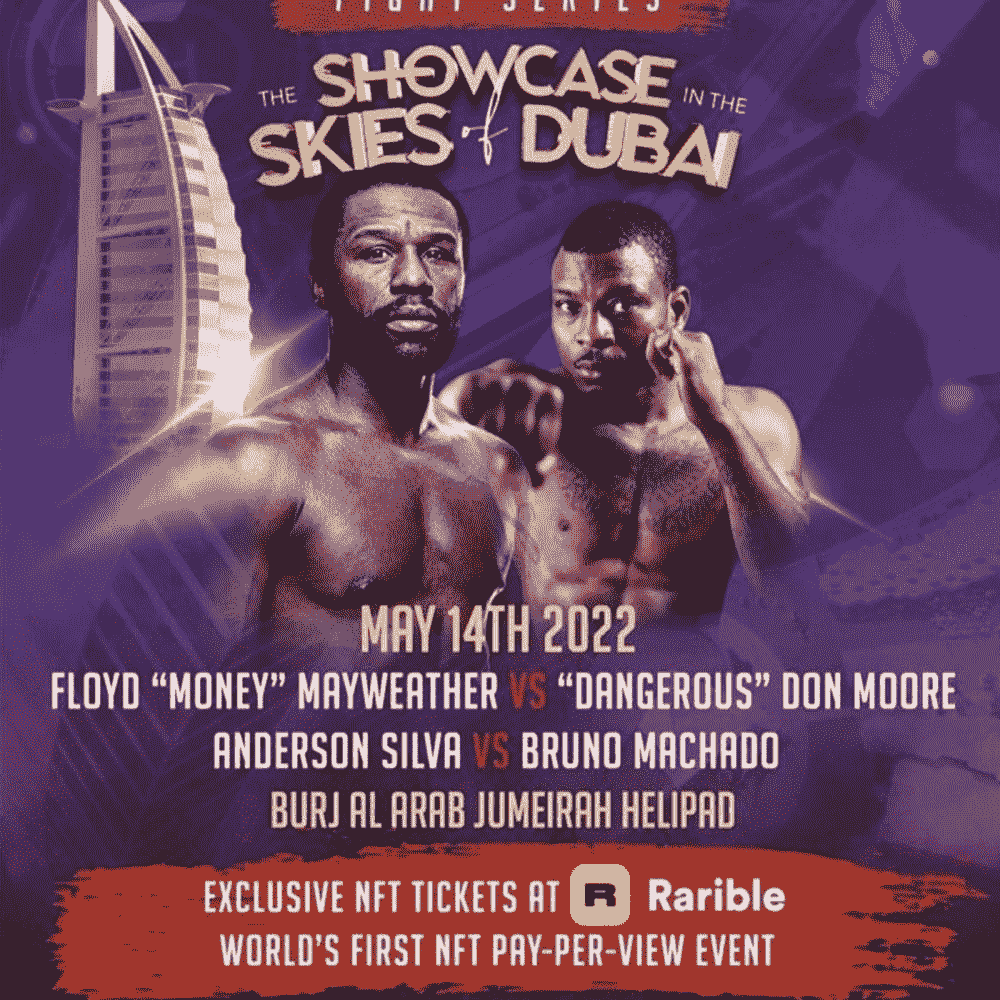 FIGHT SERIES
THE SHOWCASE IN THE
SKIES of DUBAI
MAY 14TH 2022
FLOYD “MONEY” MAYWEATHER VS “DANGEROUS” DON MOORE
ANDERSON SILVA VS BRUNO MACHADO
BURJ AL ARAB JUMEIRAH HELIPAD
EXCLUSIVE NFT TICKETS AT R Rarible
WORLD’S FIRST NFT PAY-PER-VIEW EVENT